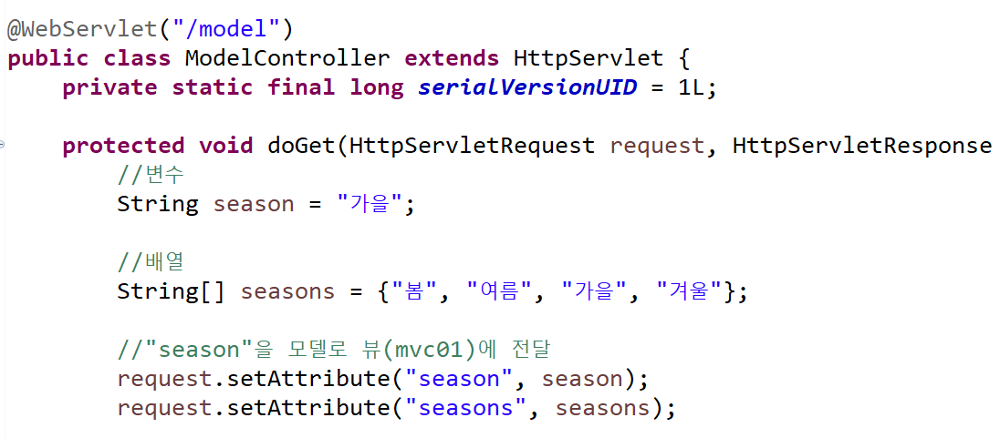 @WebServlet("/model")
public class ModelController extends HttpServlet {
private static final long serialVersionUID = 1L;
protected void doGet(HttpServletRequest request, HttpServletResponse
//변수
String season = "가을";
//배열
String[] seasons = {"봄", "여름", "가을", "겨울"};
//"season"을 모델로 뷰(mvc01)에 전달
request.setAttribute("season", season);
request.setAttribute("seasons", seasons);